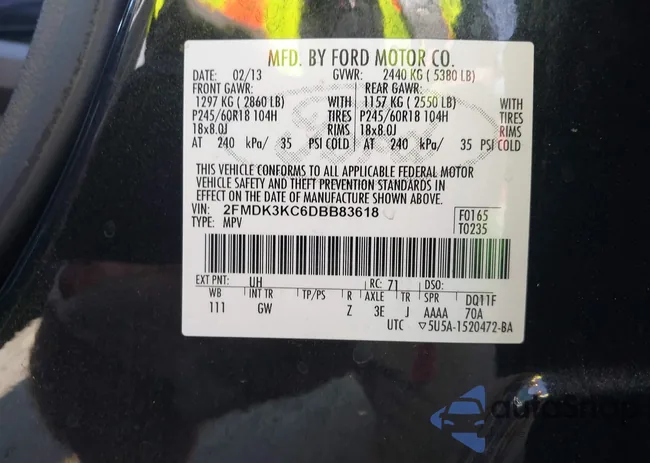 MFD. BY FORD MOTOR CO.
DATE: 02/13 GVWR: 2440 KG ( 5380 LB)
FRONT GAWR: REAR GAWR:
1297 KG ( 2860 LB) WITH 1157 KG ( 2550 LB) WITH
P245/60R18 104H TIRES P245/60R18 104H TIRES
18x8.0J RIMS 18x8.0J RIMS
AT 240 kPa/ 35 PSI COLD AT 240 kPa/ 35 PSI COLD
THIS VEHICLE CONFORMS TO ALL APPLICABLE FEDERAL MOTOR
VEHICLE SAFETY AND THEFT PREVENTION STANDARDS IN
EFFECT ON THE DATE OF MANUFACTURE SHOWN ABOVE.
VIN: 2FMDK3KC6DBB83618 F0165
TYPE: MPV T0235
EXT PNT: UH RC: 71 DSO:
WB INT TR TP/PS R AXLE TR SPR DQ11F
111 GW Z 3E J AAAA 70A
UTC ▽5U5A-1520472-BA
autoShop